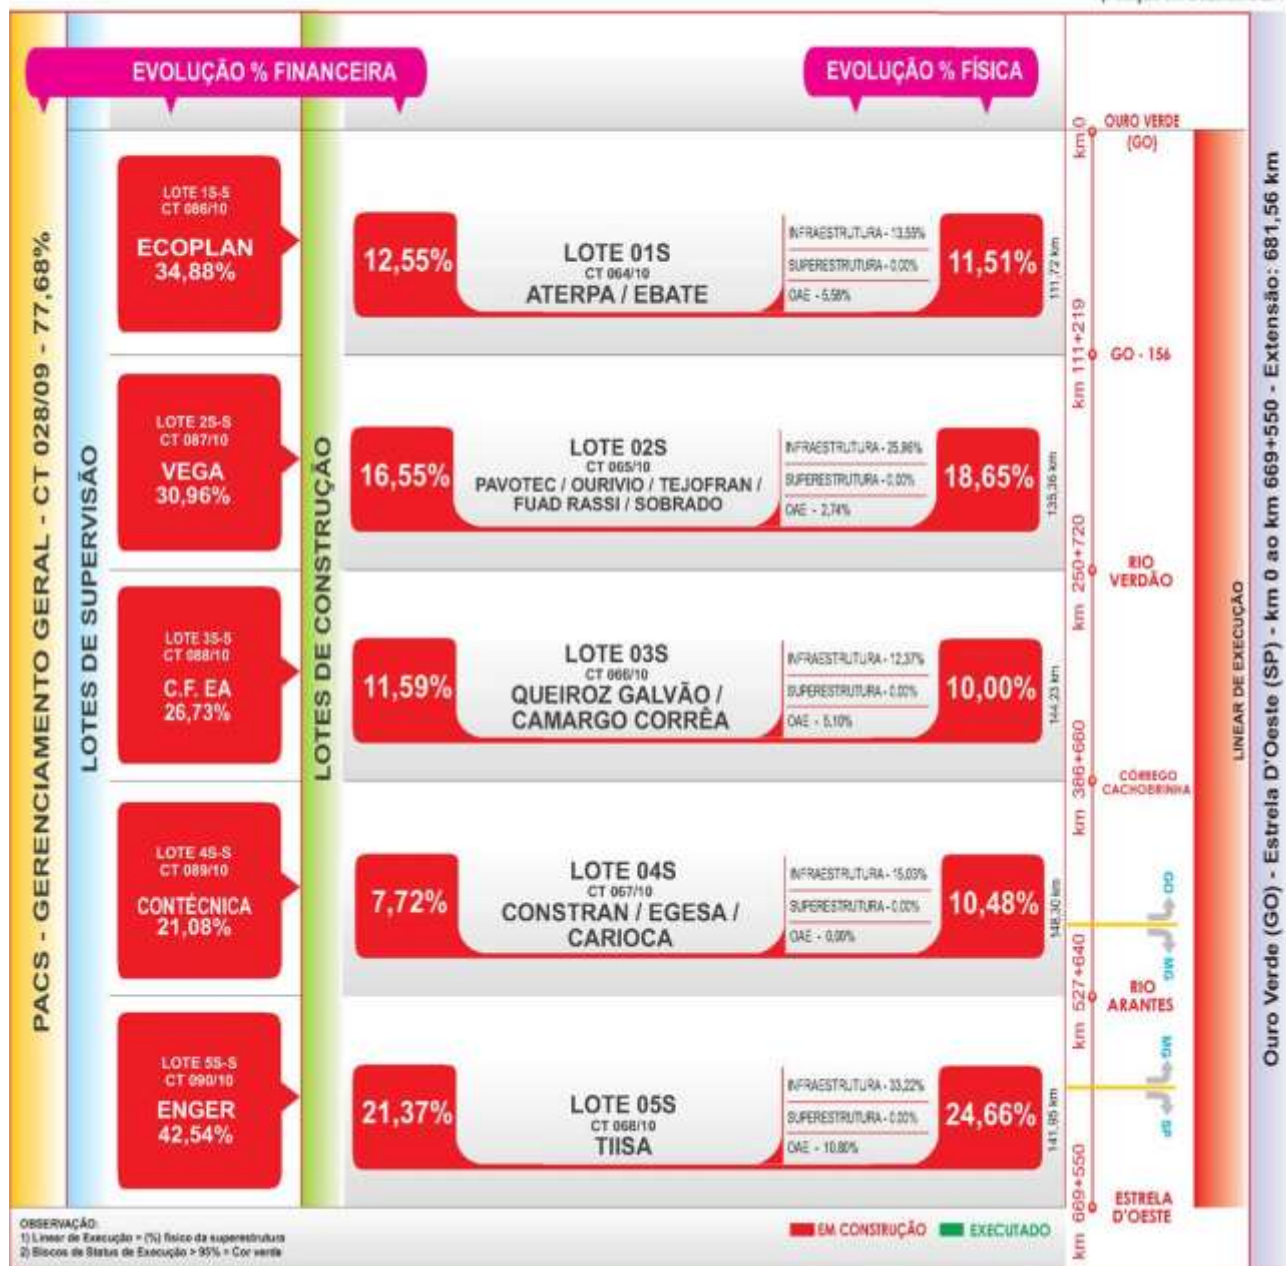 EVOLUÇÃO % FINANCEIRA
EVOLUÇÃO % FÍSICA
PACS - GERENCIAMENTO GERAL - CT 028/09 - 77,68%
LOTES DE SUPERVISÃO
LOTES DE CONSTRUÇÃO
LOTE 1S-S
CT 086/10
ECOPLAN
34,88%
12,55%
LOTE 01S
CT 064/10
ATERPA / EBATE
INFRAESTRUTURA - 13,59%
SUPERESTRUTURA - 0,00%
OAE - 5,58%
11,51%
111,72 km
LOTE 2S-S
CT 087/10
VEGA
30,96%
16,55%
LOTE 02S
CT 065/10
PAVOTEC / OURIVIO / TEJOFRAN /
FUAD RASSI / SOBRADO
INFRAESTRUTURA - 25,96%
SUPERESTRUTURA - 0,00%
OAE - 2,74%
18,65%
135,36 km
LOTE 3S-S
CT 088/10
C.F. EA
26,73%
11,59%
LOTE 03S
CT 066/10
QUEIROZ GALVÃO /
CAMARGO CORRÊA
INFRAESTRUTURA - 12,37%
SUPERESTRUTURA - 0,00%
OAE - 5,10%
10,00%
144,23 km
LOTE 4S-S
CT 089/10
CONTÉCNICA
21,08%
7,72%
LOTE 04S
CT 067/10
CONSTRAN / EGESA /
CARIOCA
INFRAESTRUTURA - 15,03%
SUPERESTRUTURA - 0,00%
OAE - 0,00%
10,48%
148,30 km
LOTE 5S-S
CT 090/10
ENGER
42,54%
21,37%
LOTE 05S
CT 068/10
TIISA
INFRAESTRUTURA - 33,22%
SUPERESTRUTURA - 0,00%
OAE - 10,80%
24,66%
141,95 km
km 0
km 111+219
km 250+720
km 386+660
km 527+640
km 669+550
OURO VERDE
(GO)
GO - 156
RIO
VERDÃO
CÓRREGO
CACHOEIRINHA
GO
MG
RIO
ARANTES
MG
SP
ESTRELA
D'OESTE
LINEAR DE EXECUÇÃO
Ouro Verde (GO) - Estrela D'Oeste (SP) - km 0 ao km 669+550 - Extensão: 681,56 km
OBSERVAÇÃO:
1) Linear de Execução = (%) físico da superestrutura
2) Blocos de Status de Execução > 95% = Cor verde
EM CONSTRUÇÃO
EXECUTADO